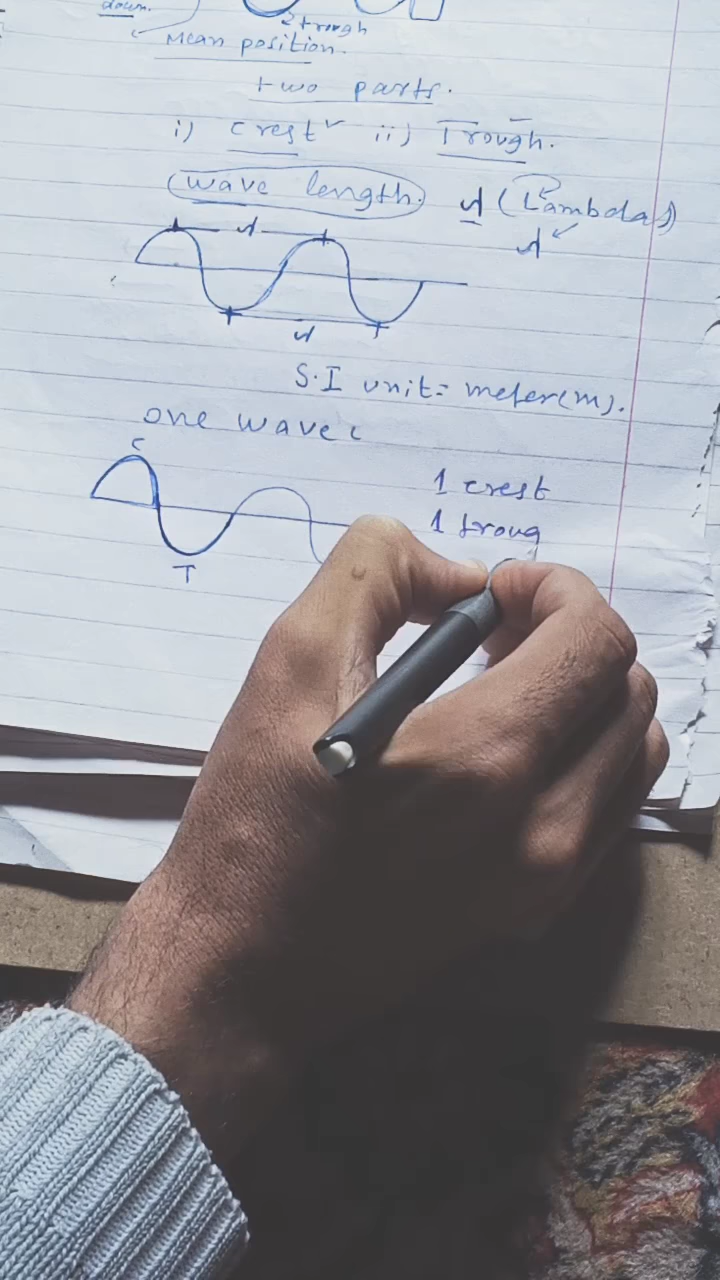 down.
2 trough
Mean position.
two parts.
i) crest ii) Trough.
(wave length.) λ (Lambda)
λ
λ
λ
S.I unit = meter(m).
one wave
C
1 crest
1 troug
T